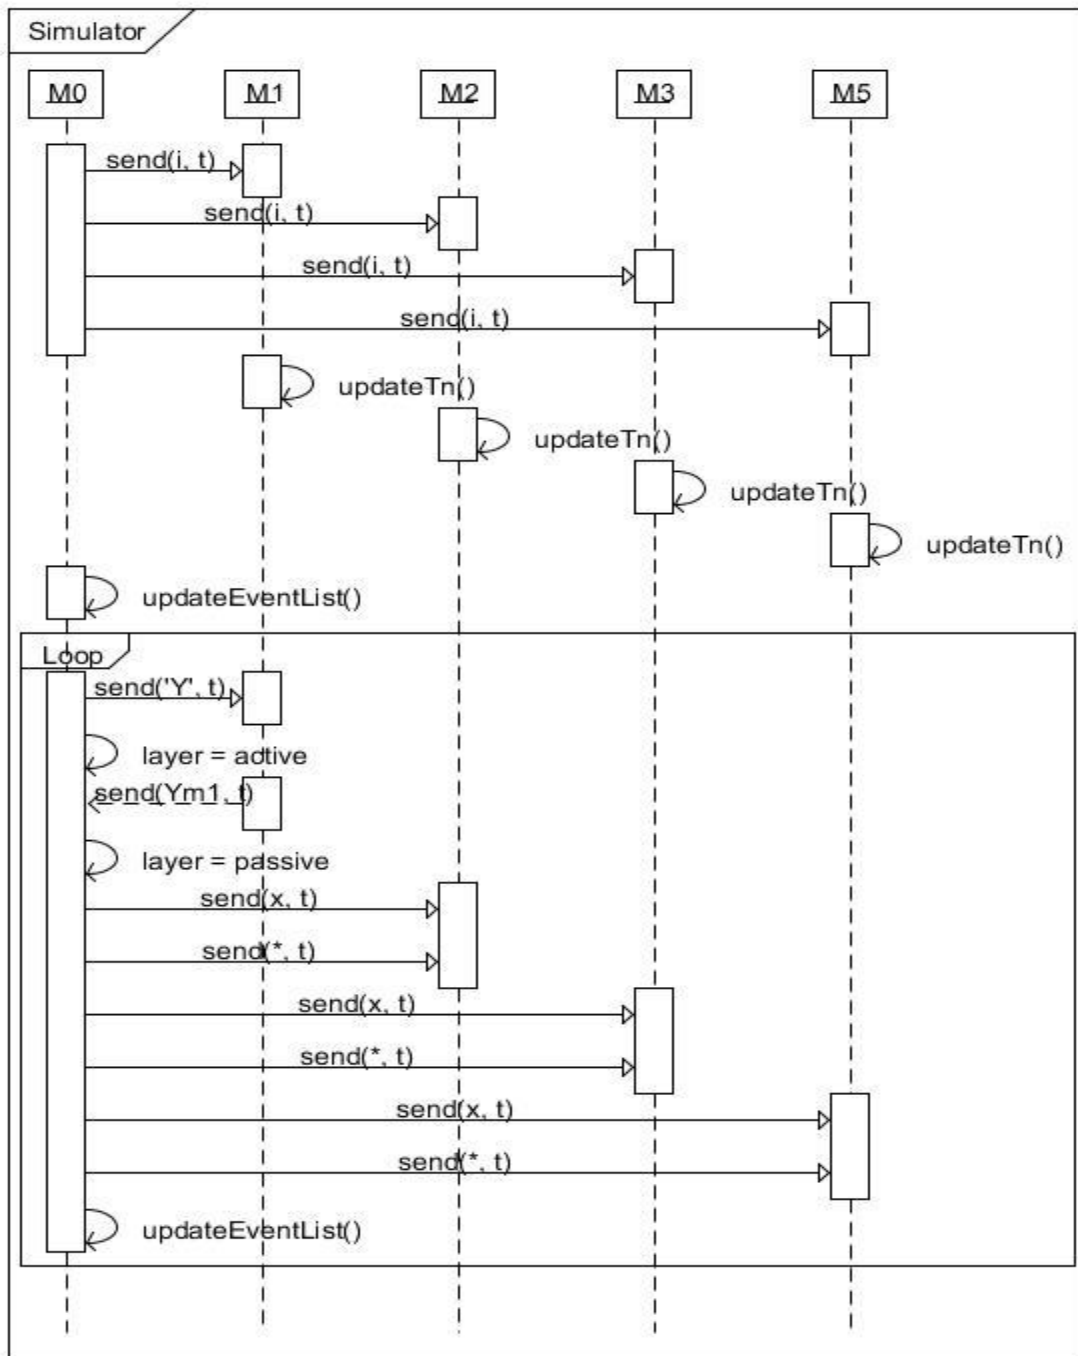 Simulator
M0 M1 M2 M3 M5
send(i, t)
send(i, t)
send(i, t)
send(i, t)
updateTn()
updateTn()
updateTn()
updateTn()
updateEventList()
Loop
send('Y', t)
layer = active
send(Ym1, t)
layer = passive
send(x, t)
send(*, t)
send(x, t)
send(*, t)
send(x, t)
send(*, t)
updateEventList()